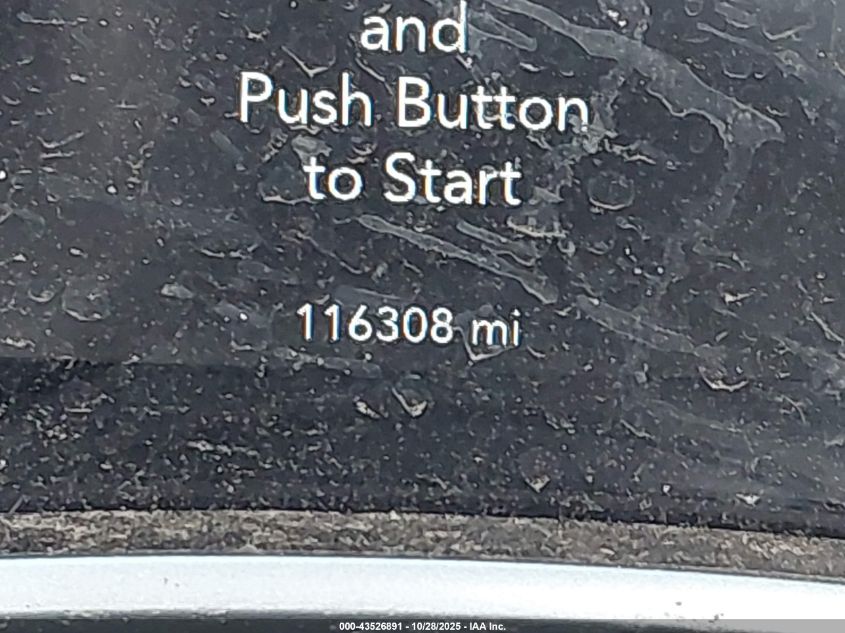 and
Push Button
to Start
116308 mi
000-43526891 - 10/28/2025 - IAA Inc.